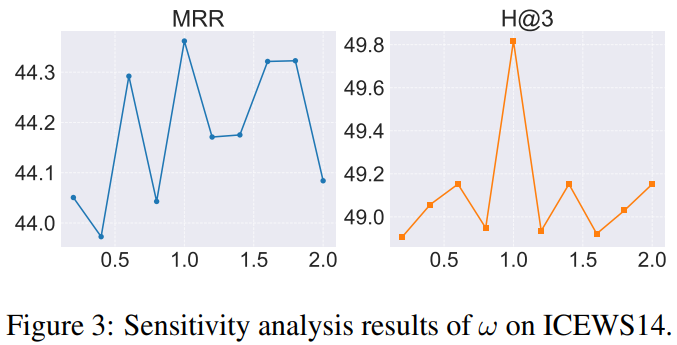 MRR
44.3
44.2
44.1
44.0
0.5 1.0 1.5 2.0
H@3
49.8
49.6
49.4
49.2
49.0
0.5 1.0 1.5 2.0
Figure 3: Sensitivity analysis results of ω on ICEWS14.